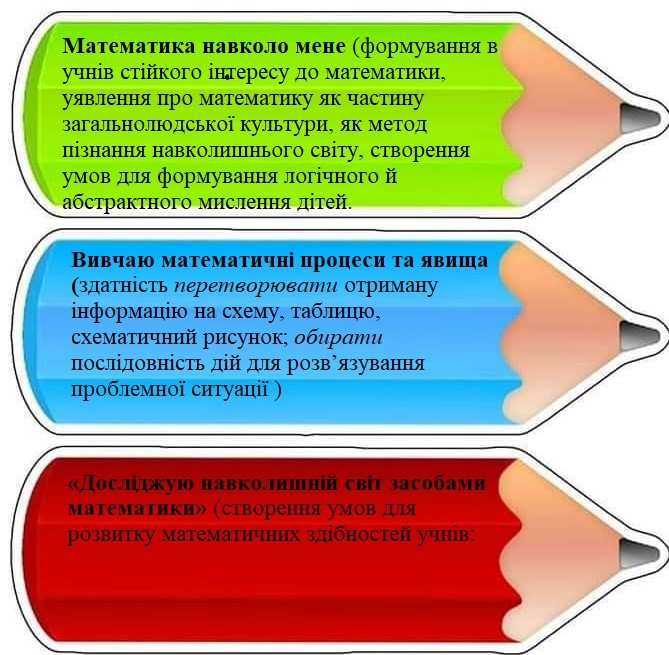 Математика навколо мене (формування в
учнів стійкого інтересу до математики,
уявлення про математику як частину
загальнолюдської культури, як метод
пізнання навколишнього світу, створення
умов для формування логічного й
абстрактного мислення дітей.
Вивчаю математичні процеси та явища
(здатність перетворювати отриману
інформацію на схему, таблицю,
схематичний рисунок; обирати
послідовність дій для розв’язування
проблемної ситуації )
«Досліджую навколишній світ засобами
математики» (створення умов для
розвитку математичних здібностей учнів: